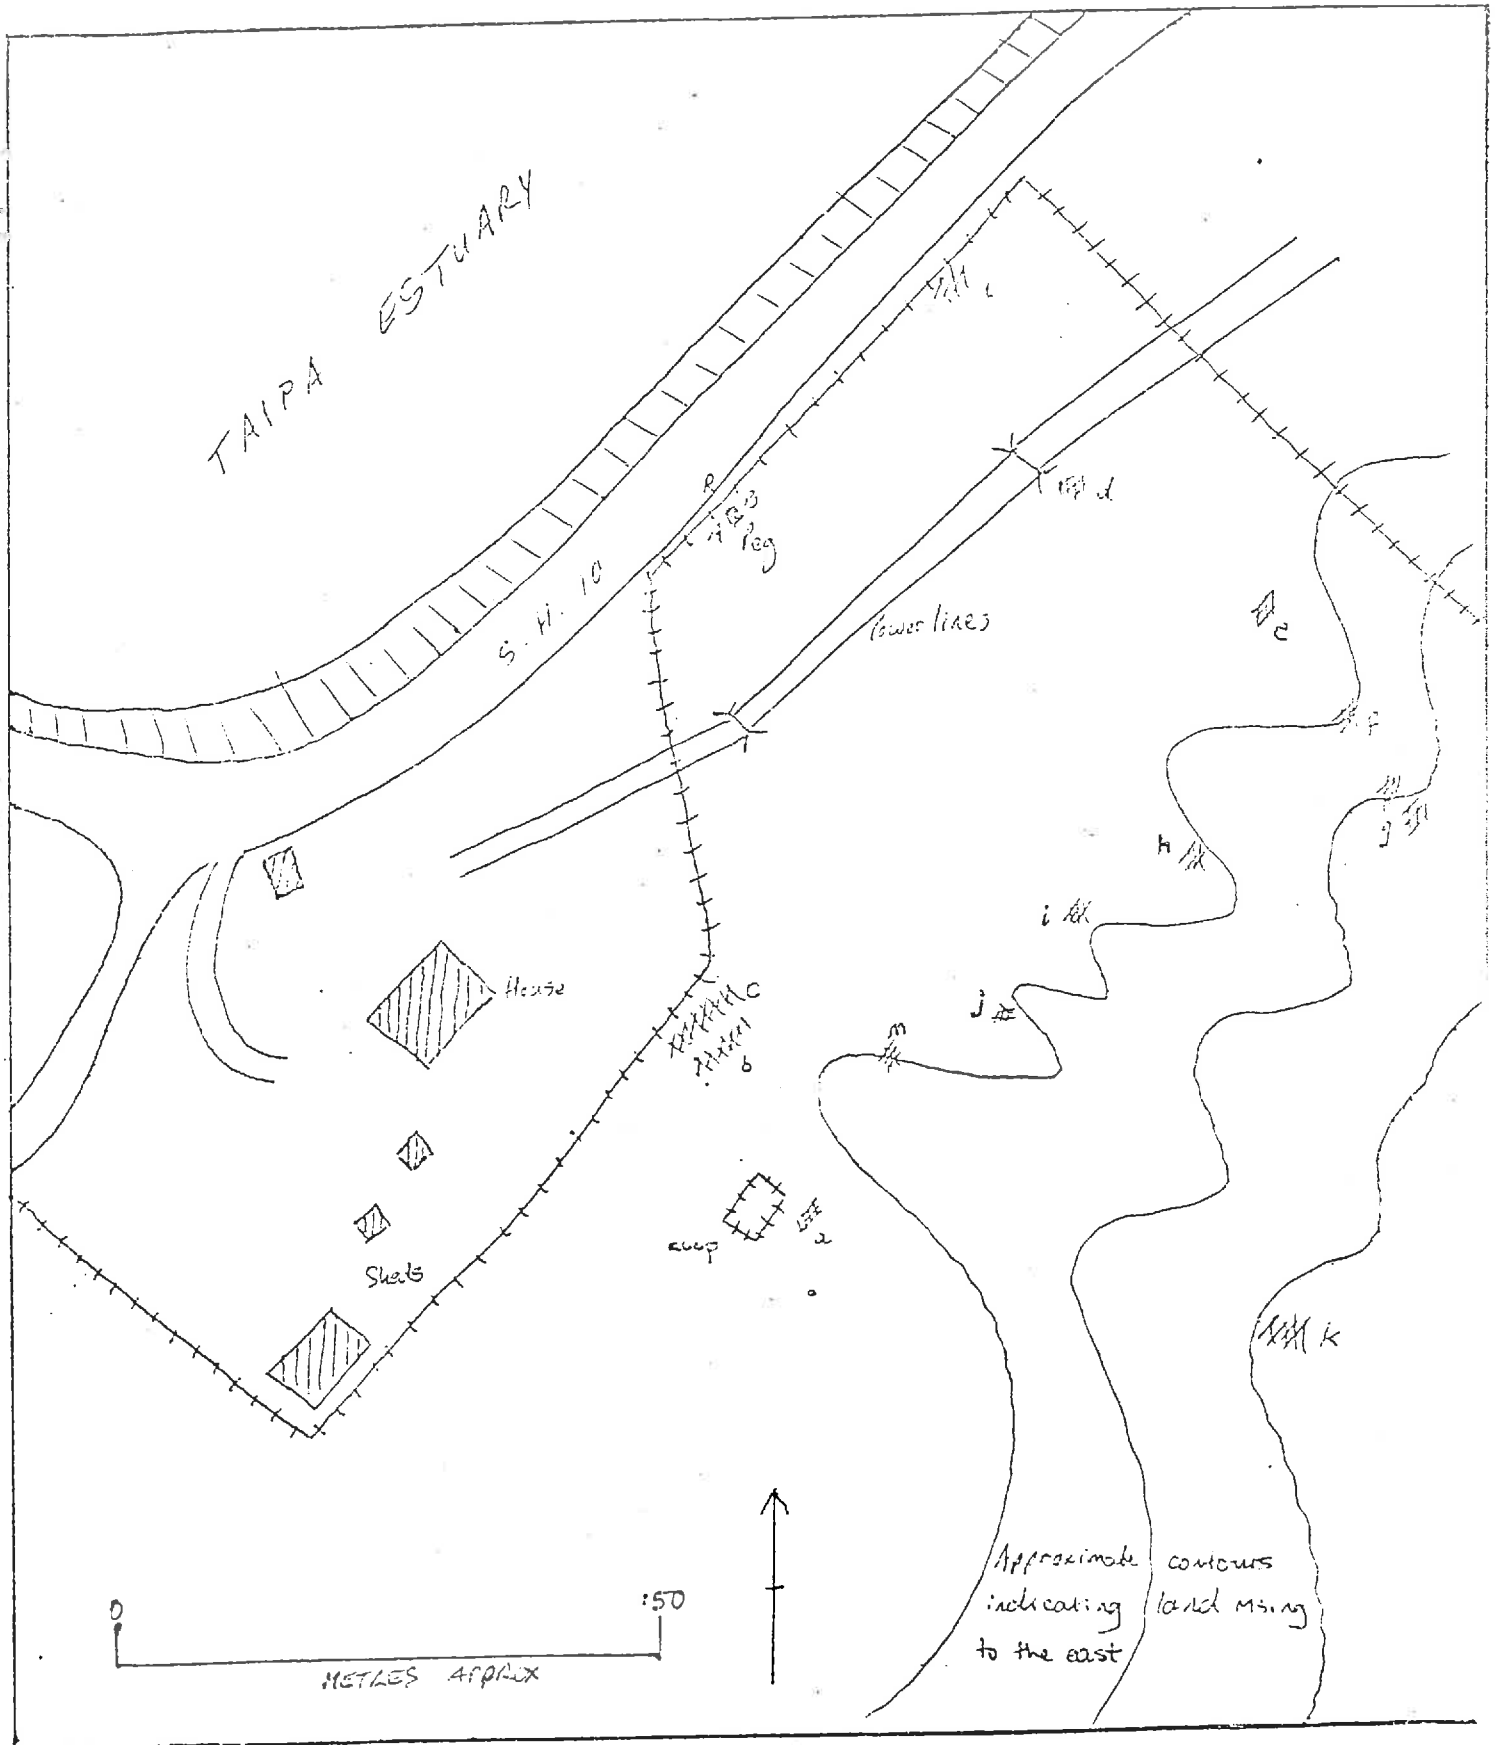 TAIPA ESTUARY
L
R
d
Peg
S.H. 10
Power lines
e
f
g
h
i
House
c
j
m
b
a
Sheds
k
Approximate contours
indicating land rising
to the east
0 50
METRES APPROX